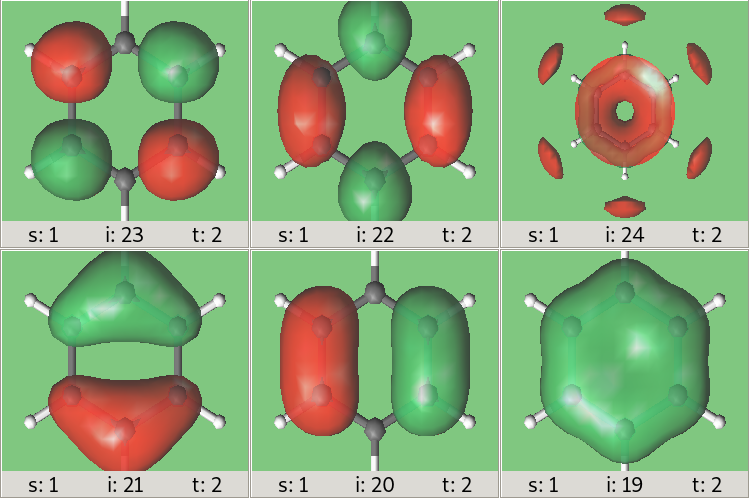 s: 1 i: 23 t: 2
s: 1 i: 22 t: 2
s: 1 i: 24 t: 2
s: 1 i: 21 t: 2
s: 1 i: 20 t: 2
s: 1 i: 19 t: 2